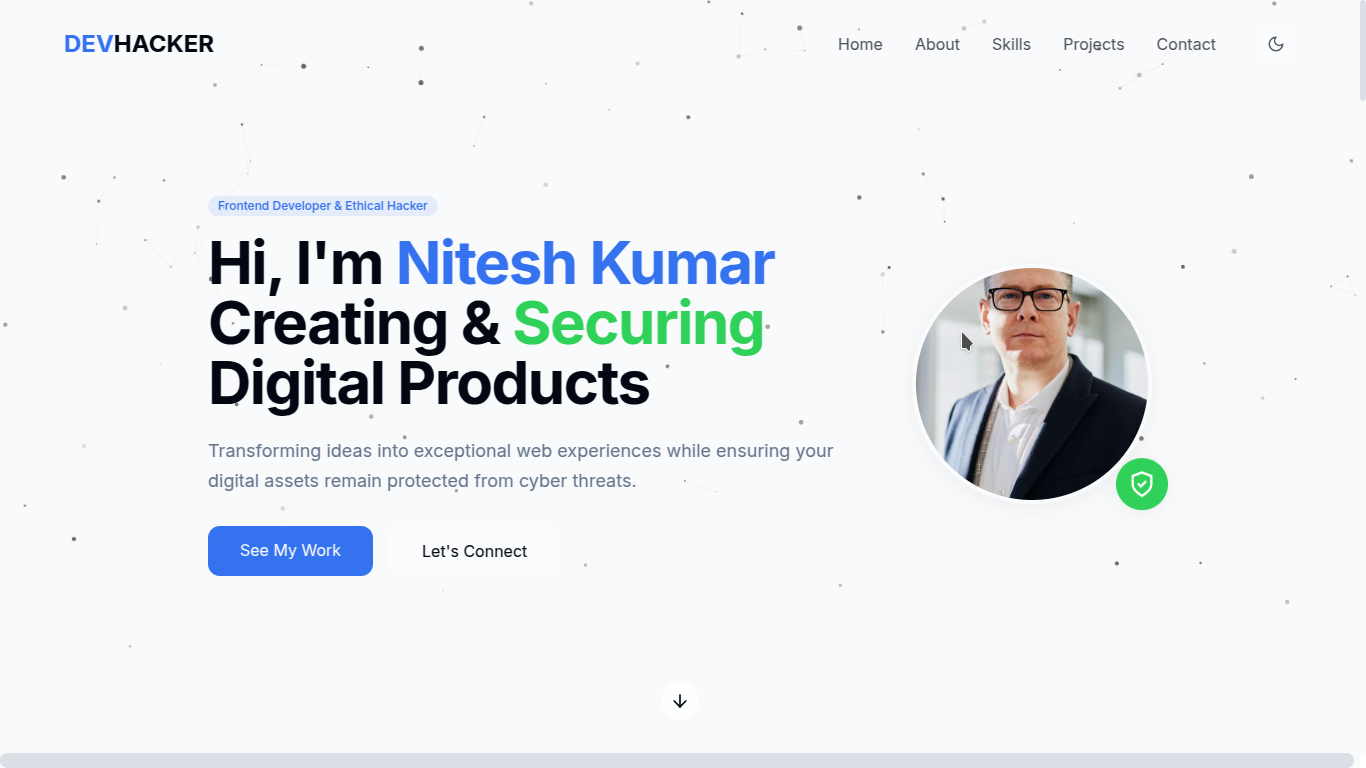 DEVHACKER
Home About Skills Projects Contact
Frontend Developer & Ethical Hacker
Hi, I'm Nitesh Kumar
Creating & Securing
Digital Products
Transforming ideas into exceptional web experiences while ensuring your
digital assets remain protected from cyber threats.
See My Work Let's Connect